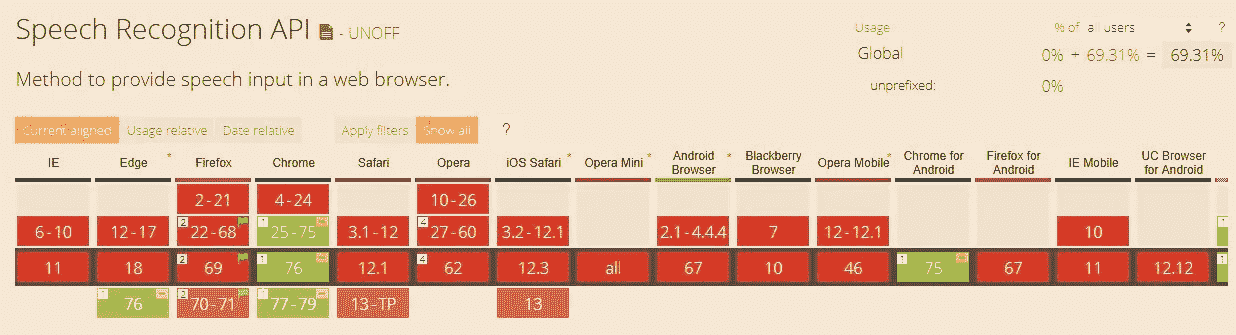 Speech Recognition API - UNOFF
Method to provide speech input in a web browser.
Usage % of all users ?
Global 0% + 69.31% = 69.31%
unprefixed: 0%
Current aligned Usage relative Date relative Apply filters Show all ?
IE Edge * Firefox Chrome Safari Opera iOS Safari * Opera Mini * Android Browser * Blackberry Browser Opera Mobile * Chrome for Android Firefox for Android IE Mobile UC Browser for Android
2-21 4-24 10-26
6-10 12-17 2 22-68 1 25-75 3.1-12 4 27-60 3.2-12.1 2.1-4.4.4 7 12-12.1 10 1
11 18 2 69 1 76 12.1 4 62 12.3 all 67 10 46 1 75 67 11 12.12 1
76 2 70-71 1 77-79 13-TP 13